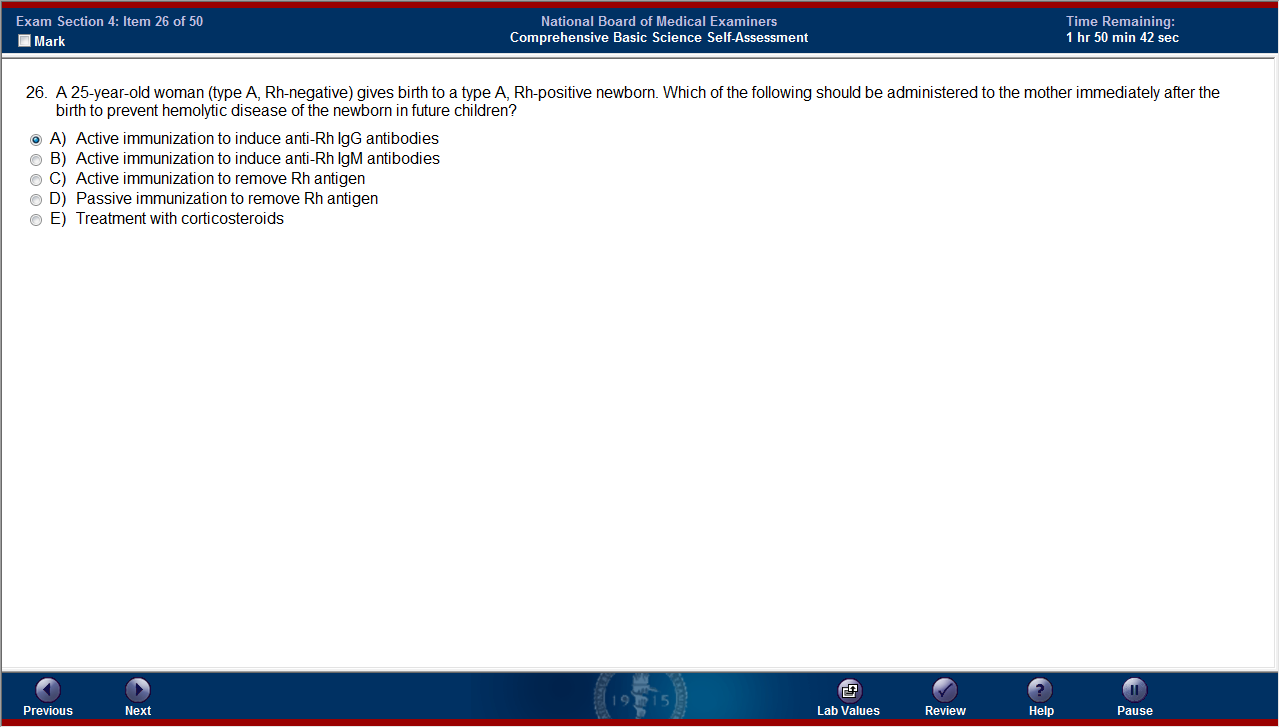 Exam Section 4: Item 26 of 50
National Board of Medical Examiners
Time Remaining:
Mark
Comprehensive Basic Science Self-Assessment
1 hr 50 min 42 sec
26. A 25-year-old woman (type A, Rh-negative) gives birth to a type A, Rh-positive newborn. Which of the following should be administered to the mother immediately after the
birth to prevent hemolytic disease of the newborn in future children?
A) Active immunization to induce anti-Rh IgG antibodies
B) Active immunization to induce anti-Rh IgM antibodies
C) Active immunization to remove Rh antigen
D) Passive immunization to remove Rh antigen
E) Treatment with corticosteroids
1915
Previous
Next
Lab Values
Review
Help
Pause